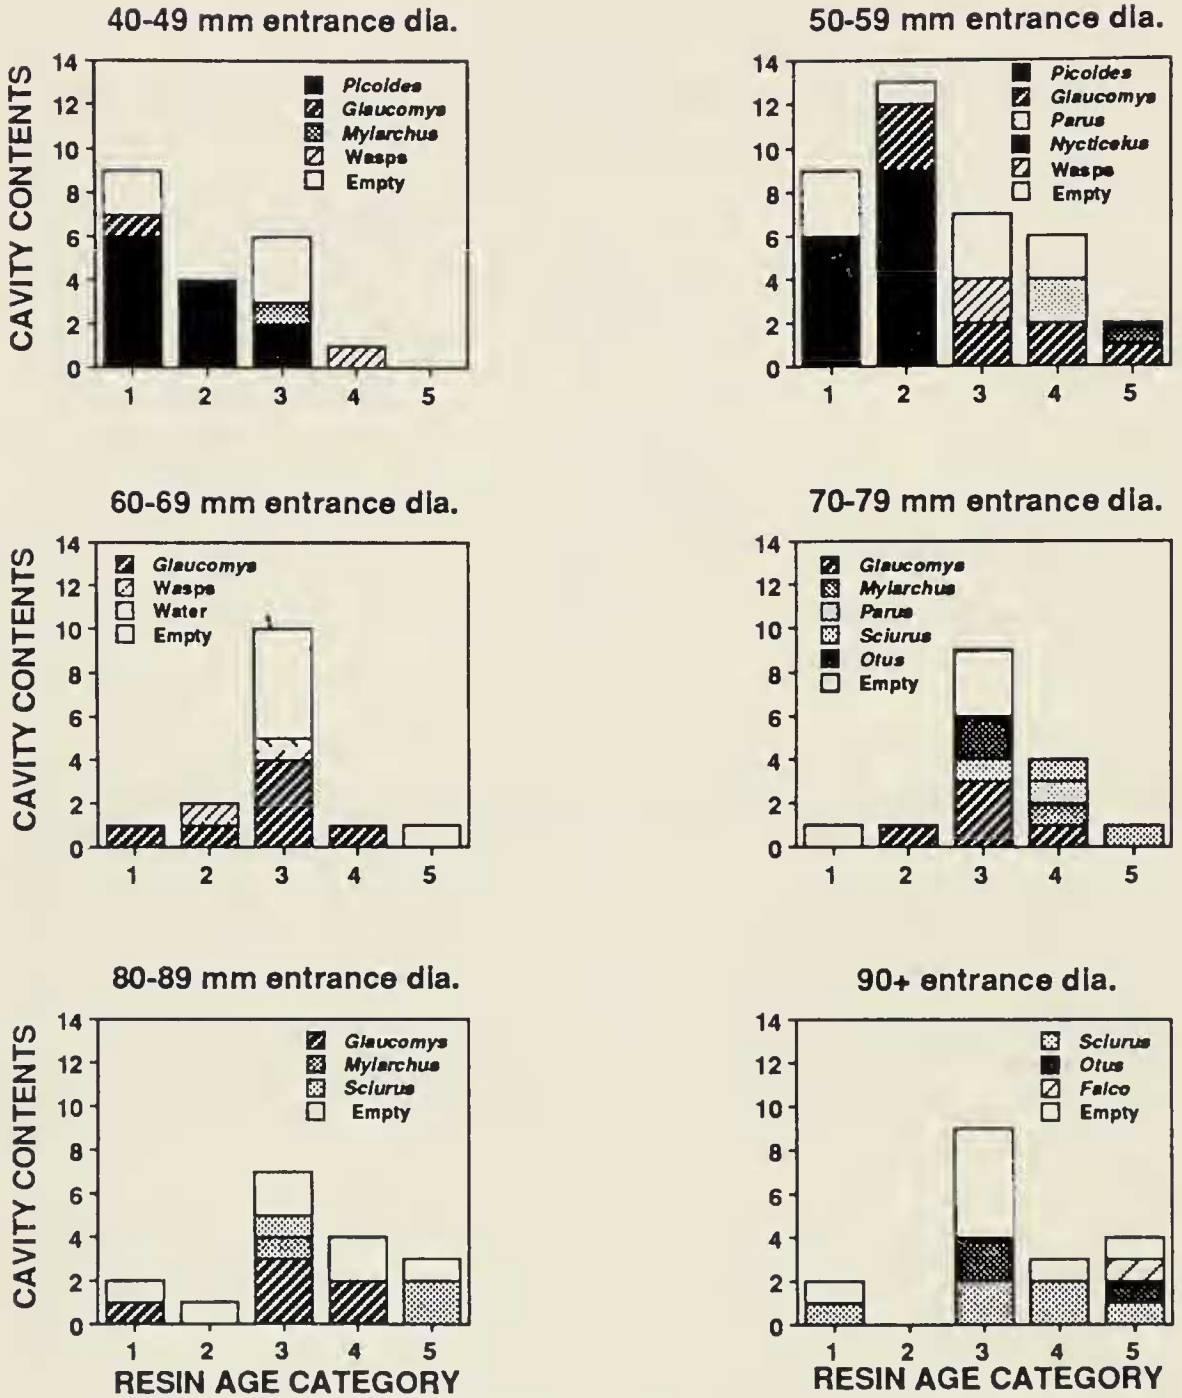 40-49 mm entrance dia.
CAVITY CONTENTS
14
12
10
8
6
4
2
0
Picoides
Glaucomys
Myiarchus
Wasps
Empty
1 2 3 4 5
50-59 mm entrance dia.
14
12
10
8
6
4
2
0
Picoides
Glaucomys
Parus
Nycticeius
Wasps
Empty
1 2 3 4 5
60-69 mm entrance dia.
CAVITY CONTENTS
14
12
10
8
6
4
2
0
Glaucomys
Wasps
Water
Empty
1 2 3 4 5
70-79 mm entrance dia.
14
12
10
8
6
4
2
0
Glaucomys
Myiarchus
Parus
Sciurus
Otus
Empty
1 2 3 4 5
80-89 mm entrance dia.
CAVITY CONTENTS
14
12
10
8
6
4
2
0
Glaucomys
Myiarchus
Sciurus
Empty
1 2 3 4 5
RESIN AGE CATEGORY
90+ entrance dia.
14
12
10
8
6
4
2
0
Sciurus
Otus
Falco
Empty
1 2 3 4 5
RESIN AGE CATEGORY